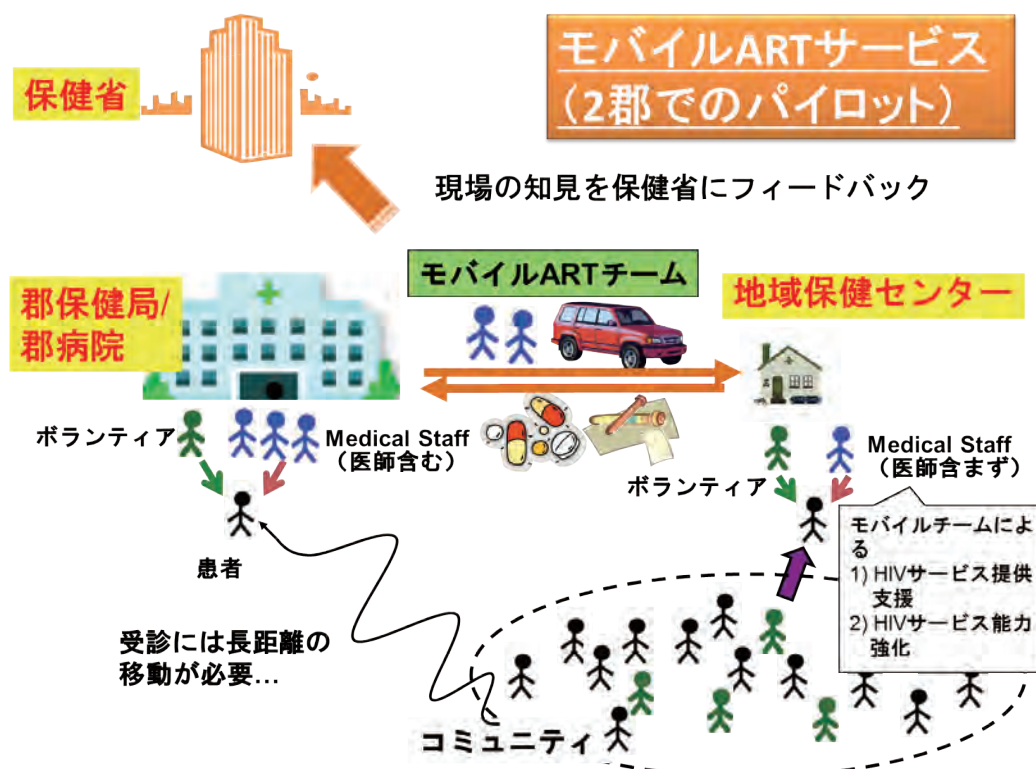 モバイルARTサービス
（2郡でのパイロット）
保健省
現場の知見を保健省にフィードバック
モバイルARTチーム
郡保健局/
郡病院
地域保健センター
ボランティア
Medical Staff
（医師含む）
患者
ボランティア
Medical Staff
（医師含まず）
モバイルチームによ
る
1) HIVサービス提供
支援
2) HIVサービス能力
強化
受診には長距離の
移動が必要...
コミュニティ